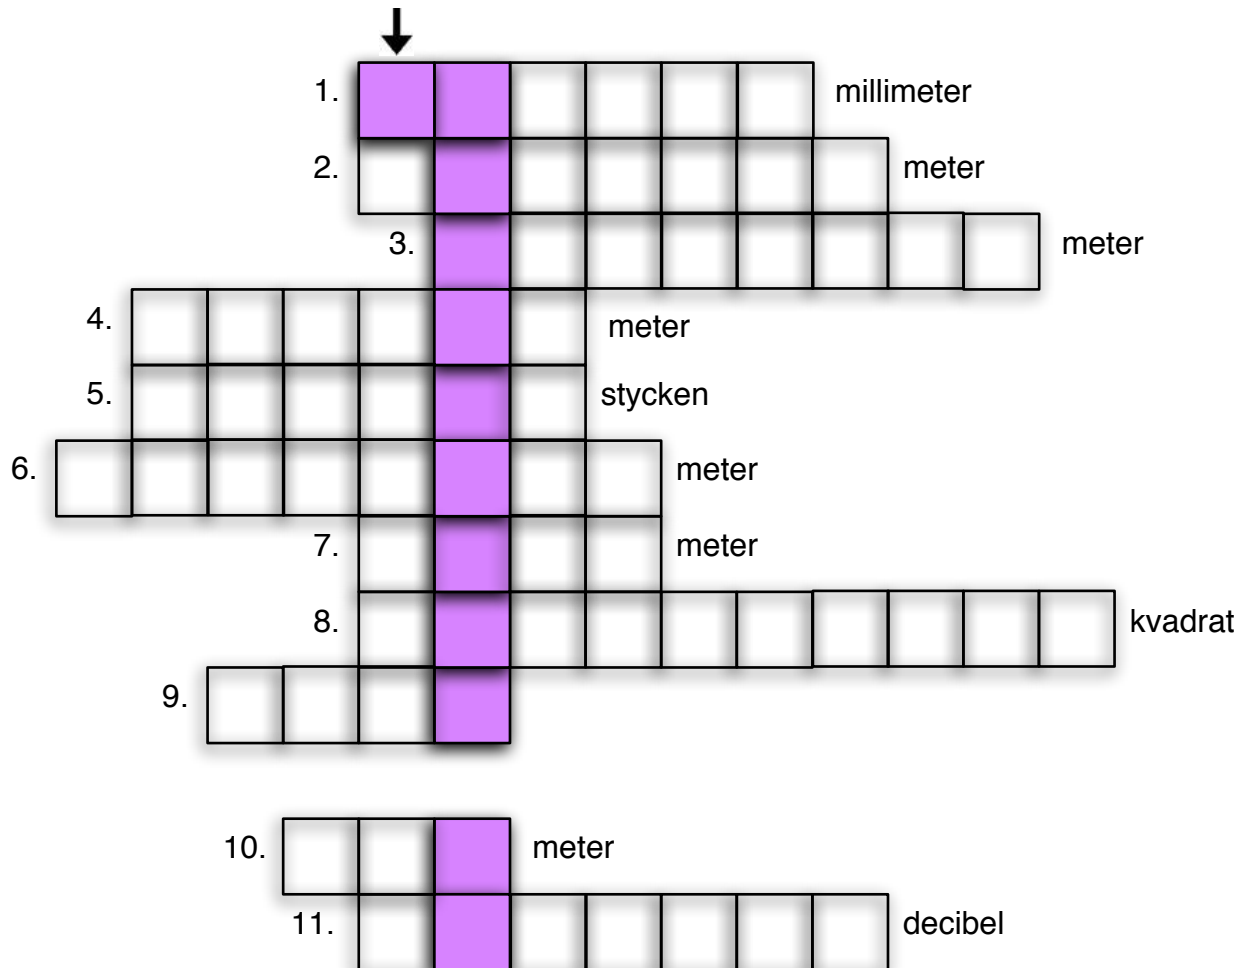 1. millimeter
2. meter
3. meter
4. meter
5. stycken
6. meter
7. meter
8. kvadrat
9.
10. meter
11. decibel